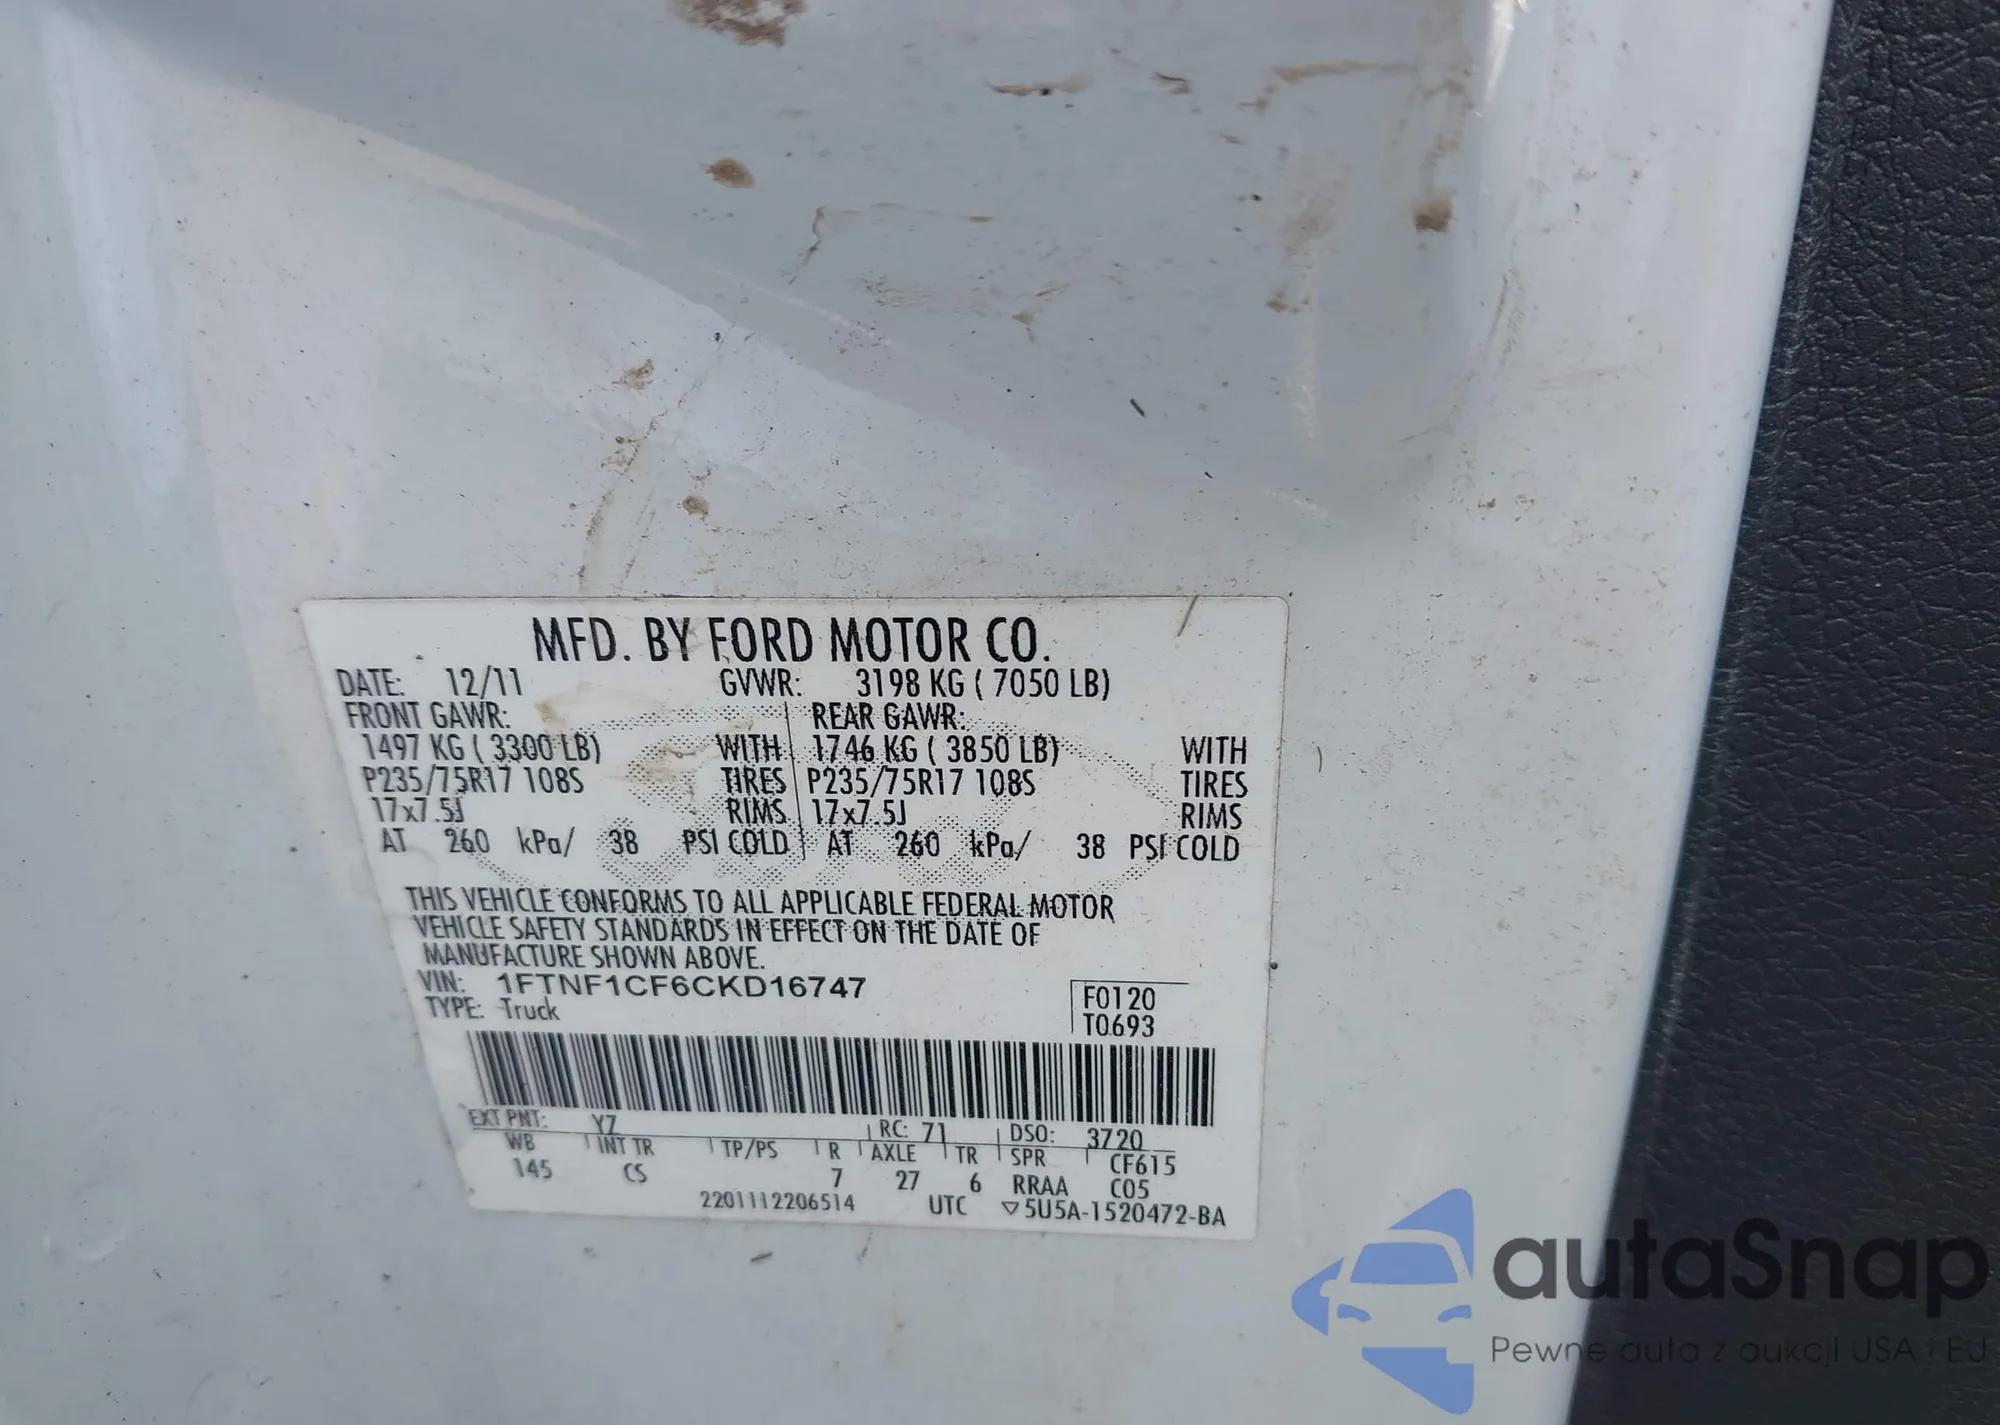 MFD. BY FORD MOTOR CO.
DATE: 12/11 GVWR: 3198 KG ( 7050 LB)
FRONT GAWR: REAR GAWR:
1497 KG ( 3300 LB) WITH 1746 KG ( 3850 LB) WITH
P235/75R17 108S TIRES P235/75R17 108S TIRES
17x7.5J RIMS 17x7.5J RIMS
AT 260 kPa/ 38 PSI COLD AT 260 kPa/ 38 PSI COLD
THIS VEHICLE CONFORMS TO ALL APPLICABLE FEDERAL MOTOR
VEHICLE SAFETY STANDARDS IN EFFECT ON THE DATE OF
MANUFACTURE SHOWN ABOVE.
VIN: 1FTNF1CF6CKD16747
TYPE: Truck
F0120
T0693
EXT PNT: YZ RC: 71 DSO: 3720
WB INT TR TP/PS R AXLE TR SPR CF615
145 CS 7 27 6 RRAA C05
2201112206514 UTC ▽5U5A-1520472-BA
autaSnap
Pewne auta z aukcji USA i EU